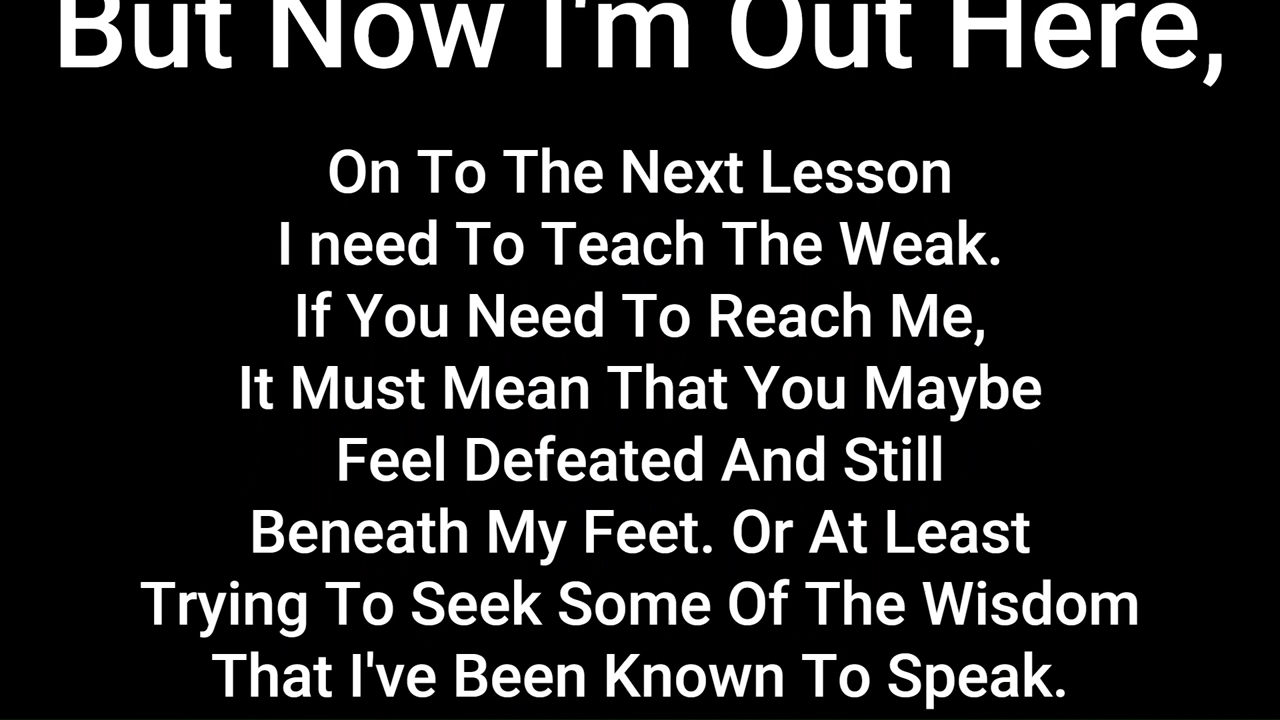 But Now I'm Out Here,
On To The Next Lesson
I need To Teach The Weak.
If You Need To Reach Me,
It Must Mean That You Maybe
Feel Defeated And Still
Beneath My Feet. Or At Least
Trying To Seek Some Of The Wisdom
That I've Been Known To Speak.